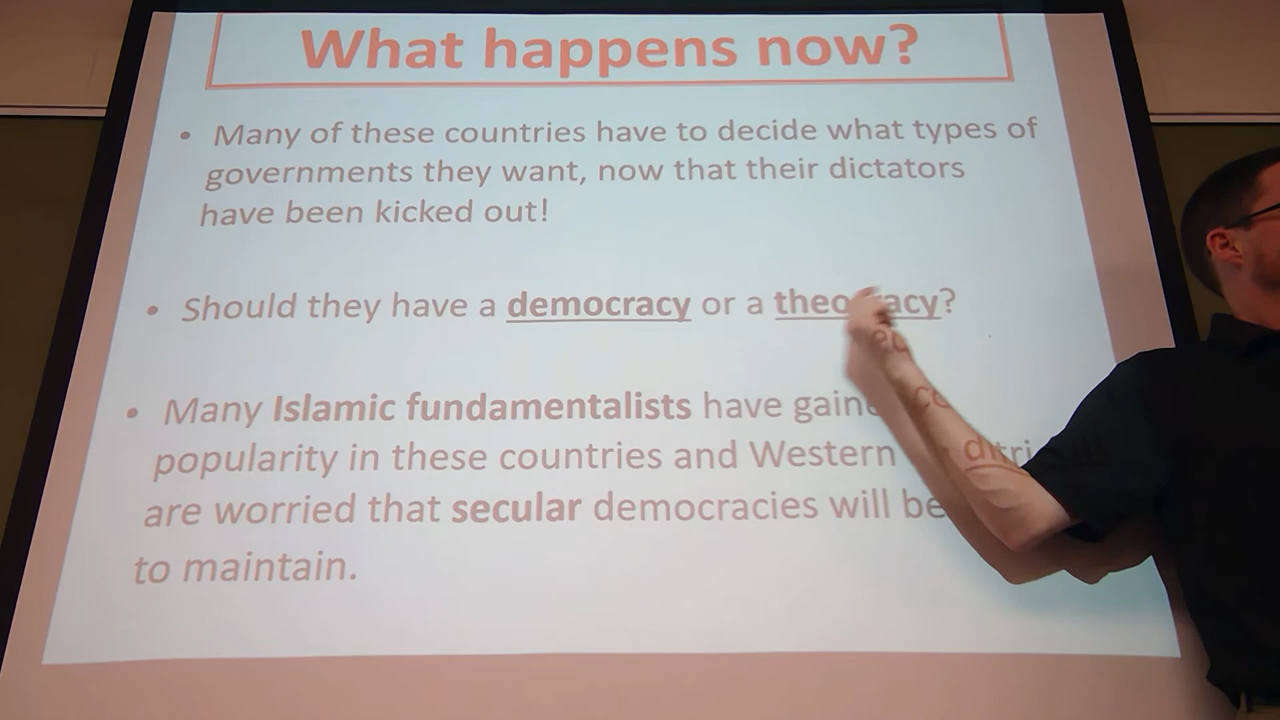 What happens now?
• Many of these countries have to decide what types of
governments they want, now that their dictators
have been kicked out!
• Should they have a democracy or a theocracy?
• Many Islamic fundamentalists have
popularity in these countries and Western
are worried that secular democracies will be
to maintain.